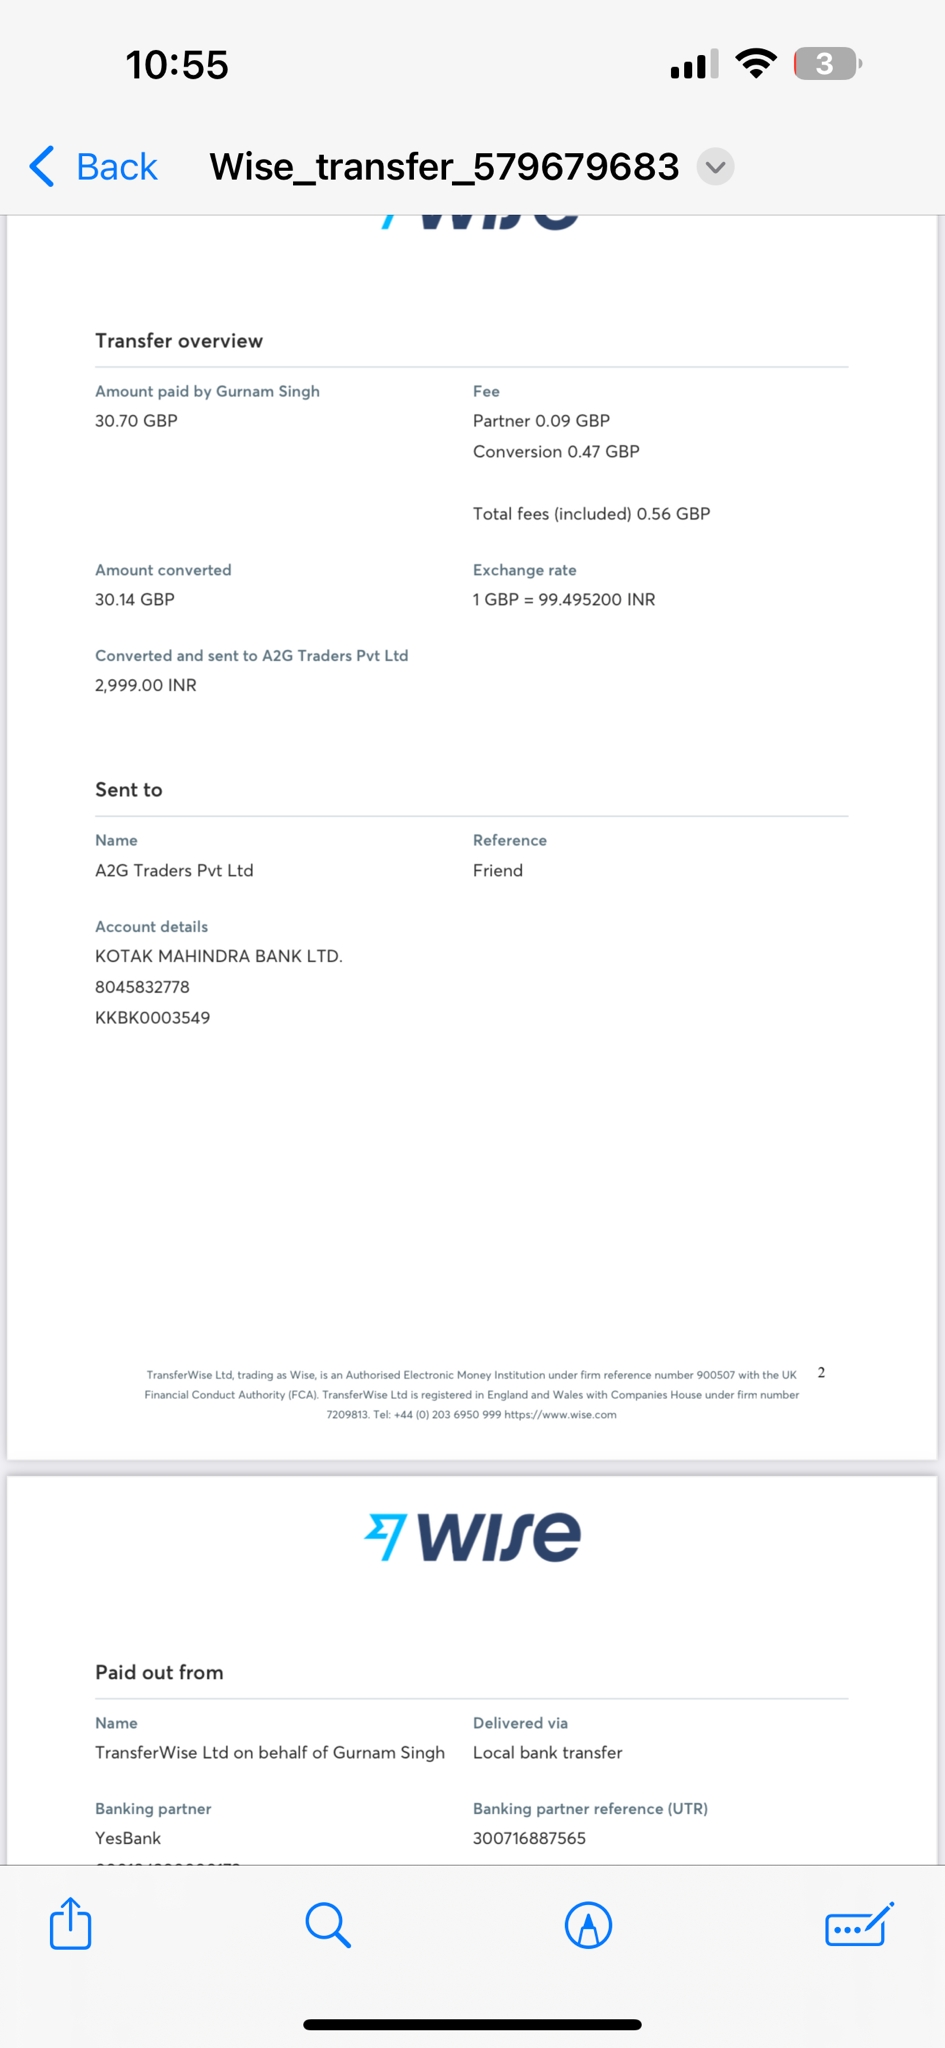 10:55
3
Back
Wise_transfer_579679683
wise
Transfer overview
Amount paid by Gurnam Singh
30.70 GBP
Fee
Partner 0.09 GBP
Conversion 0.47 GBP
Total fees (included) 0.56 GBP
Amount converted
30.14 GBP
Exchange rate
1 GBP = 99.495200 INR
Converted and sent to A2G Traders Pvt Ltd
2,999.00 INR
Sent to
Name
A2G Traders Pvt Ltd
Reference
Friend
Account details
KOTAK MAHINDRA BANK LTD.
8045832778
KKBK0003549
TransferWise Ltd, trading as Wise, is an Authorised Electronic Money Institution under firm reference number 900507 with the UK
Financial Conduct Authority (FCA). TransferWise Ltd is registered in England and Wales with Companies House under firm number
7209813. Tel: +44 (0) 203 6950 999 https://www.wise.com
2
wise
Paid out from
Name
TransferWise Ltd on behalf of Gurnam Singh
Delivered via
Local bank transfer
Banking partner
YesBank
Banking partner reference (UTR)
300716887565